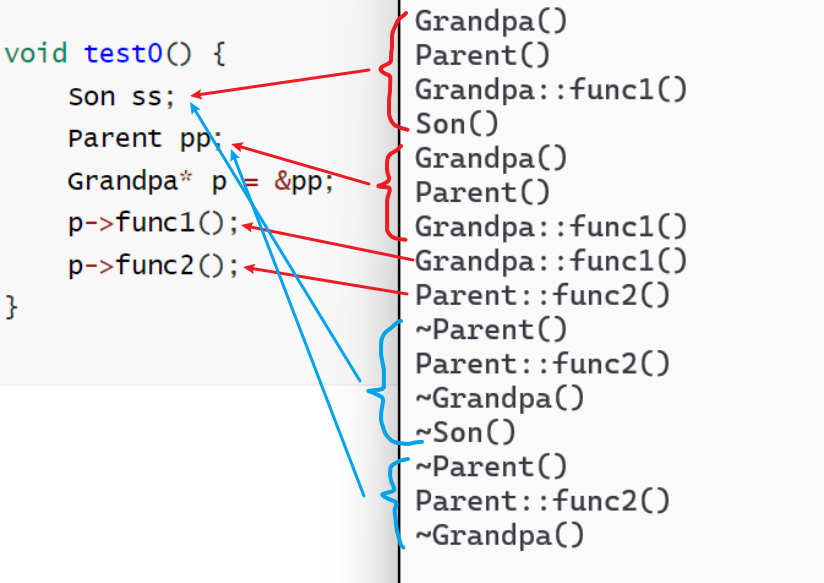 void test0() {
Son ss;
Parent pp;
Grandpa* p = &pp;
p->func1();
p->func2();
}
Grandpa()
Parent()
Grandpa::func1()
Son()
Grandpa()
Parent()
Grandpa::func1()
Grandpa::func1()
Parent::func2()
~Parent()
Parent::func2()
~Grandpa()
~Son()
~Parent()
Parent::func2()
~Grandpa()